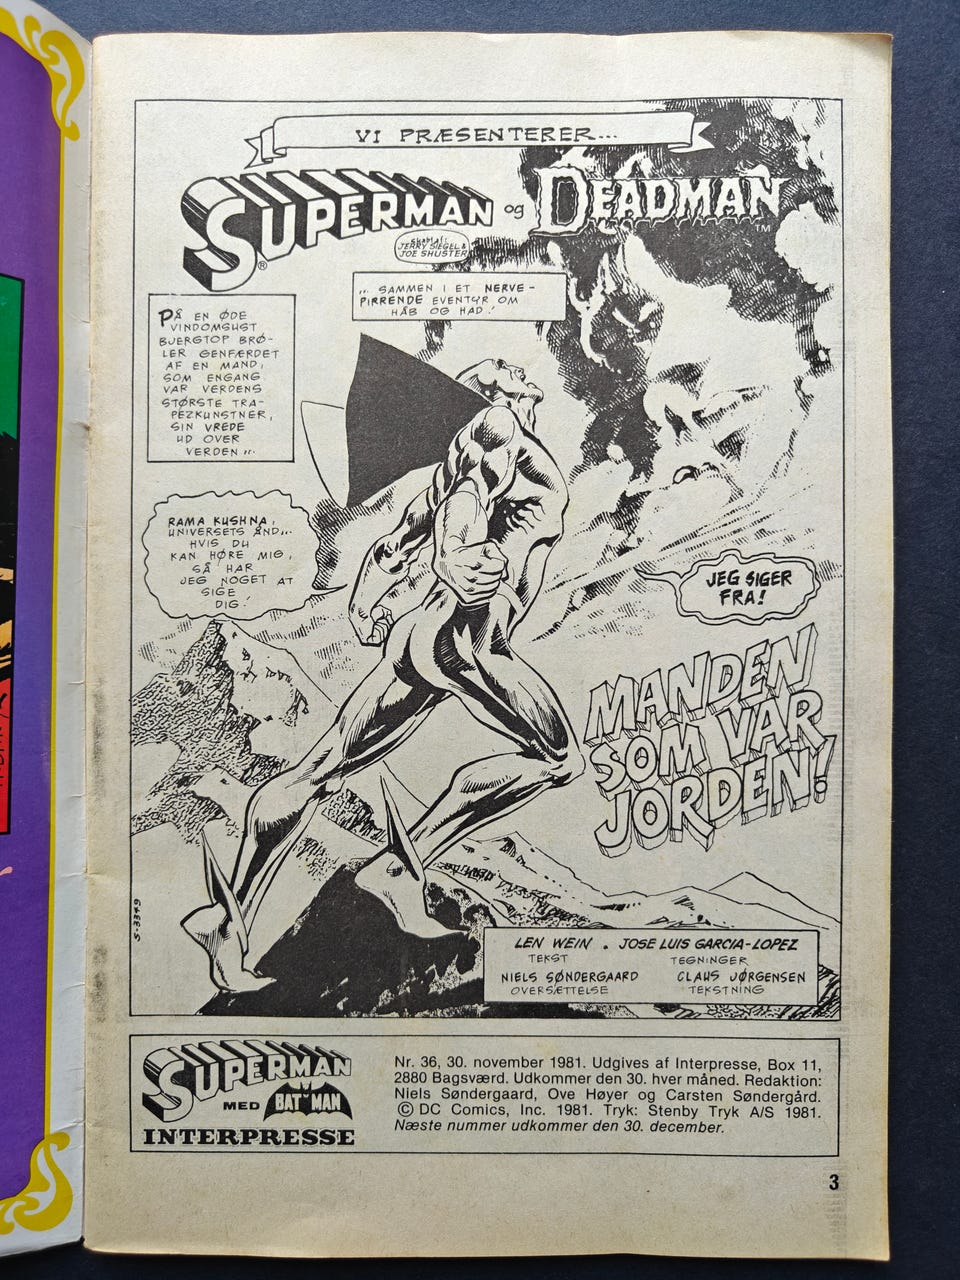 VI PRÆSENTERER...
SUPERMAN og DEADMAN
®
TM
Skabt af:
JERRY SIEGEL &
JOE SHUSTER
... SAMMEN I ET NERVE-
PIRRENDE EVENTYR OM
HÅB OG HAD!
PÅ EN ØDE
VINDOMSUST
BJERGTOP BRØ-
LER GENFÆRDET
AF EN MAND,
SOM ENGANG
VAR VERDENS
STØRSTE TRA-
PEZKUNSTNER,
SIN VREDE
UD OVER
VERDEN...
RAMA KUSHNA,
UNIVERSETS ÅND...
HVIS DU
KAN HØRE MIG,
SÅ HAR
JEG NOGET AT
SIGE
DIG!
JEG SIGER
FRA!
MANDEN
SOM VAR
JORDEN!
S-3349
LEN WEIN . JOSE LUIS GARCIA-LOPEZ
TEKST TEGNINGER
NIELS SØNDERGAARD CLAUS JØRGENSEN
OVERSÆTTELSE TEKSTNING
SUPERMAN
MED BATMAN
INTERPRESSE
Nr. 36, 30. november 1981. Udgives af Interpresse, Box 11,
2880 Bagsværd. Udkommer den 30. hver måned. Redaktion:
Niels Søndergaard, Ove Høyer og Carsten Søndergård.
© DC Comics, Inc. 1981. Tryk: Stenby Tryk A/S 1981.
Næste nummer udkommer den 30. december.
3